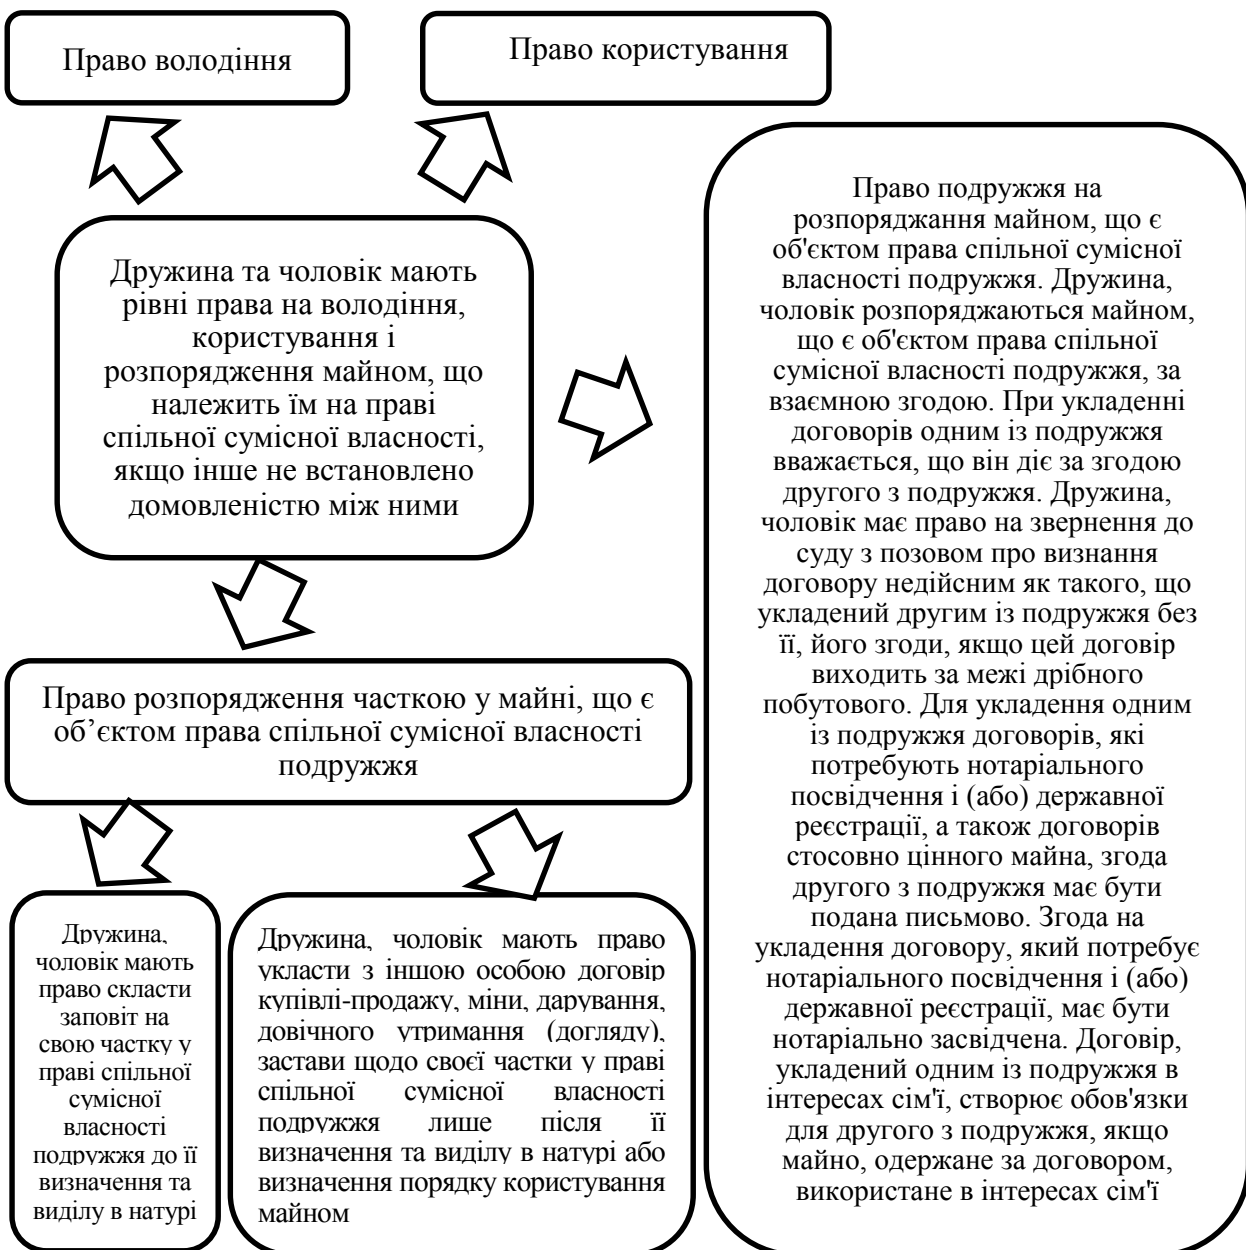 Право володіння
Право користування
Дружина та чоловік мають
рівні права на володіння,
користування і
розпорядження майном, що
належить їм на праві
спільної сумісної власності,
якщо інше не встановлено
домовленістю між ними
Право подружжя на
розпоряджання майном, що є
об'єктом права спільної сумісної
власності подружжя. Дружина,
чоловік розпоряджаються майном,
що є об'єктом права спільної
сумісної власності подружжя, за
взаємною згодою. При укладенні
договорів одним із подружжя
вважається, що він діє за згодою
другого з подружжя. Дружина,
чоловік має право на звернення до
суду з позовом про визнання
договору недійсним як такого, що
укладений другим із подружжя без
її, його згоди, якщо цей договір
виходить за межі дрібного
побутового. Для укладення одним
із подружжя договорів, які
потребують нотаріального
посвідчення і (або) державної
реєстрації, а також договорів
стосовно цінного майна, згода
другого з подружжя має бути
подана письмово. Згода на
укладення договору, який потребує
нотаріального посвідчення і (або)
державної реєстрації, має бути
нотаріально засвідчена. Договір,
укладений одним із подружжя в
інтересах сім'ї, створює обов'язки
для другого з подружжя, якщо
майно, одержане за договором,
використане в інтересах сім'ї
Право розпорядження часткою у майні, що є
об’єктом права спільної сумісної власності
подружжя
Дружина,
чоловік мають
право скласти
заповіт на
свою частку у
праві спільної
сумісної
власності
подружжя до її
визначення та
виділу в натурі
Дружина, чоловік мають право
укласти з іншою особою договір
купівлі-продажу, міни, дарування,
довічного утримання (догляду),
застави щодо своєї частки у праві
спільної сумісної власності
подружжя лише після її
визначення та виділу в натурі або
визначення порядку користування
майном